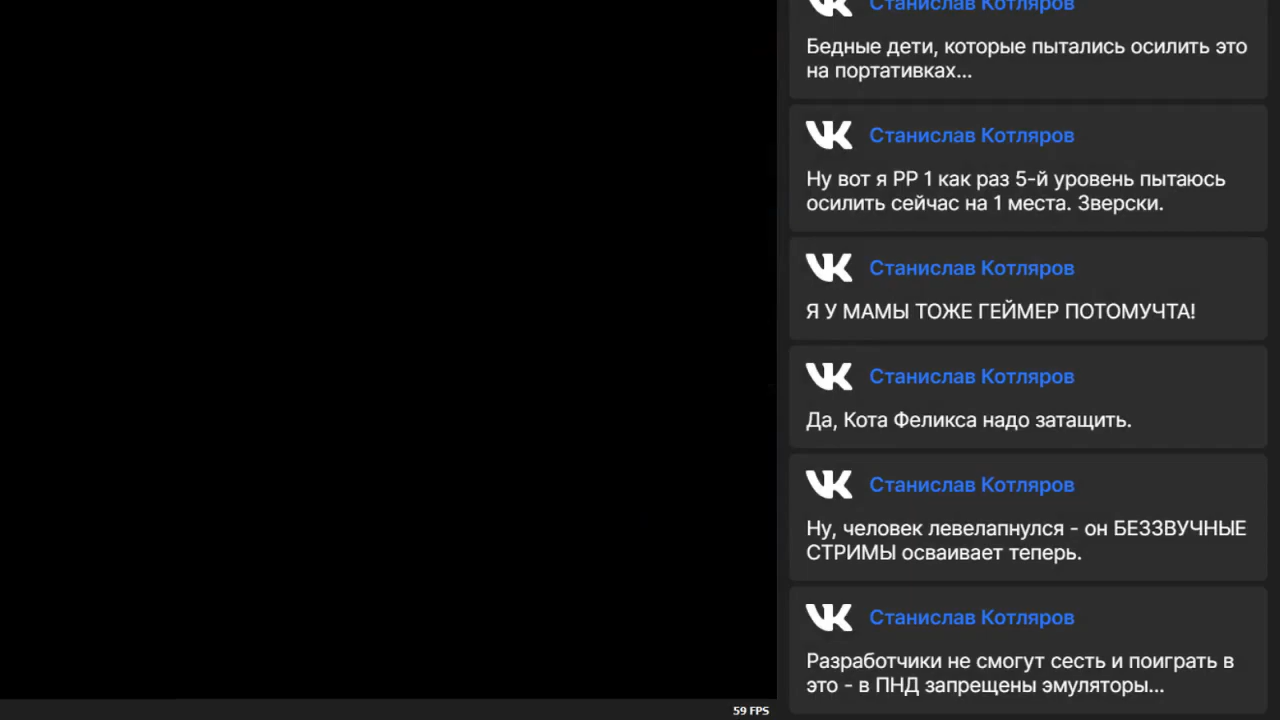 Станислав Котляров
Бедные дети, которые пытались осилить это
на портативках...
Станислав Котляров
Ну вот я РР 1 как раз 5-й уровень пытаюсь
осилить сейчас на 1 места. Зверски.
Станислав Котляров
Я У МАМЫ ТОЖЕ ГЕЙМЕР ПОТОМУЧТА!
Станислав Котляров
Да, Кота Феликса надо затащить.
Станислав Котляров
Ну, человек левелапнулся - он БЕЗЗВУЧНЫЕ
СТРИМЫ осваивает теперь.
Станислав Котляров
Разработчики не смогут сесть и поиграть в
это - в ПНД запрещены эмуляторы...
59 FPS